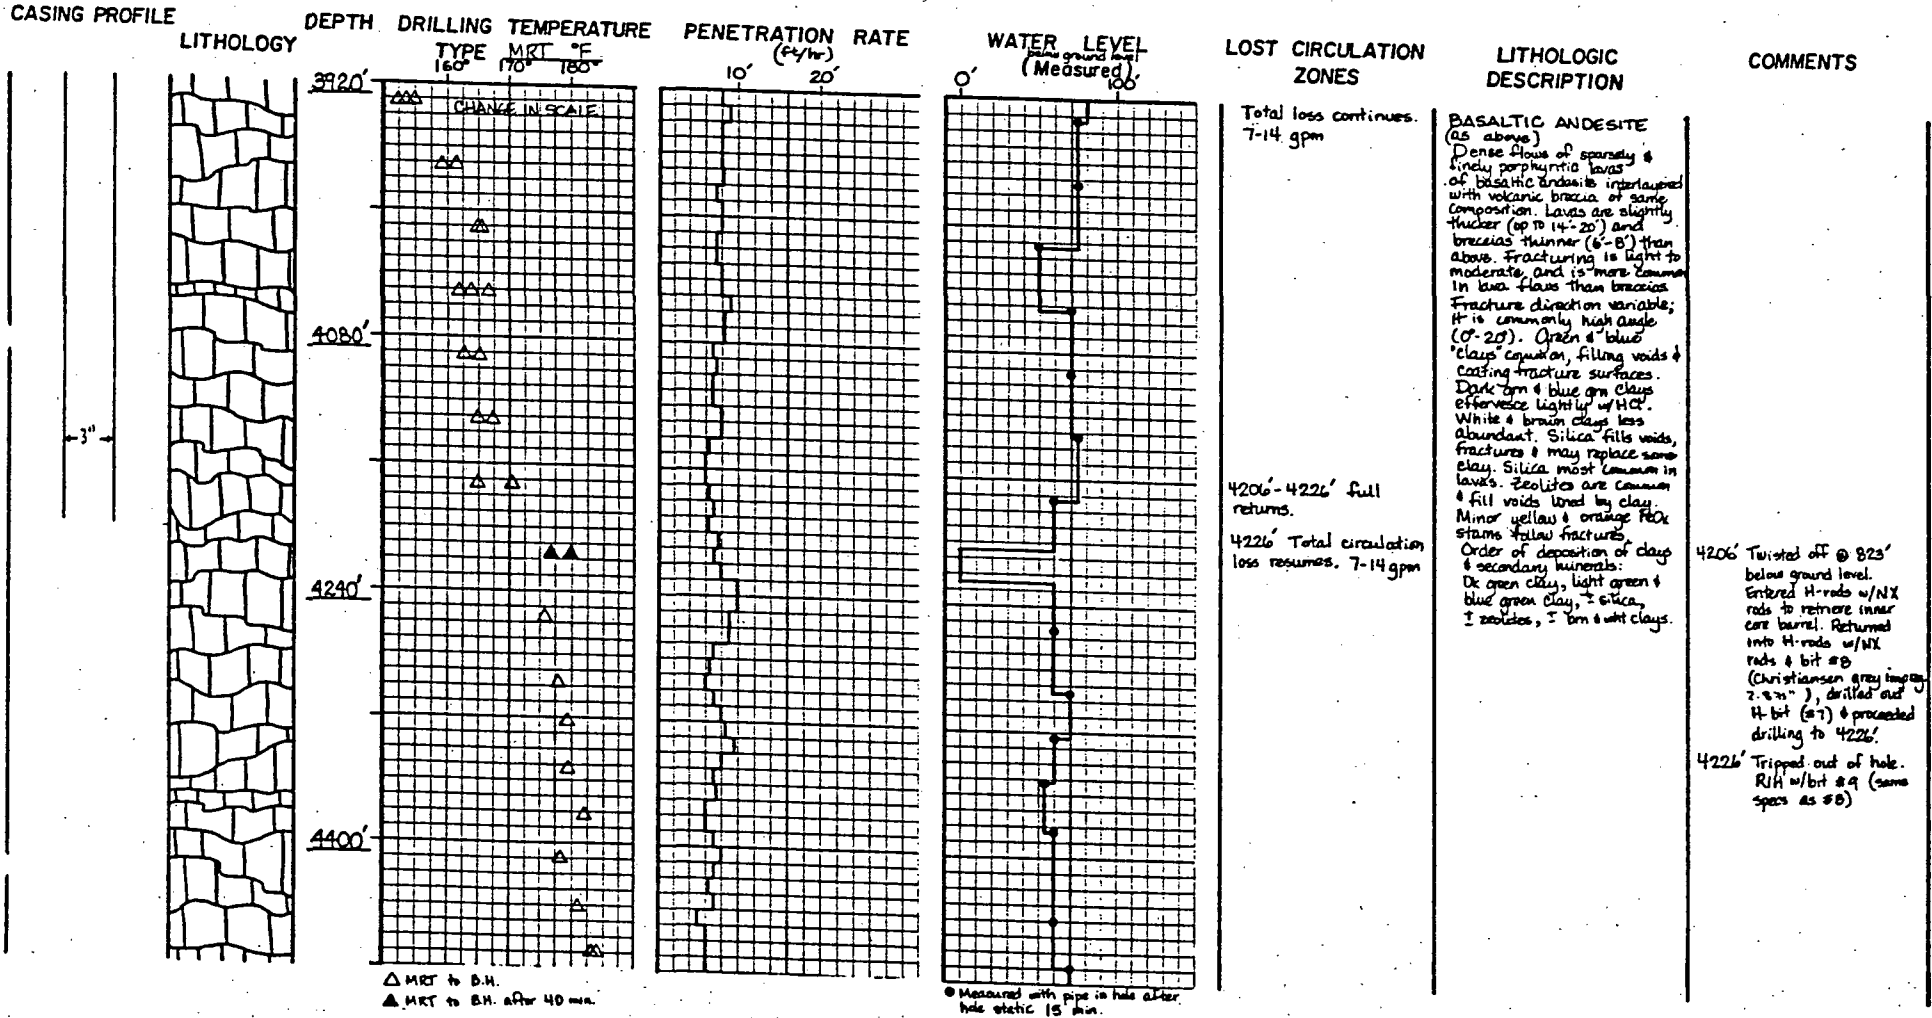 CASING PROFILE
LITHOLOGY
DEPTH
DRILLING TEMPERATURE
TYPE MRT °F
160° 170° 180°
PENETRATION RATE
(ft/hr)
10' 20'
WATER LEVEL
below ground level
(Measured)
0' 100'
LOST CIRCULATION
ZONES
LITHOLOGIC
DESCRIPTION
COMMENTS
3920'
CHANGE IN SCALE
4080'
4240'
4400'
3"
△ MRT to B.H.
▲ MRT to B.H. after 40 min.
● Measured with pipe in hole after
hole static 15 min.
Total loss continues.
7-14 gpm
4206'-4226' full
returns.
4226' Total circulation
loss resumes. 7-14 gpm
BASALTIC ANDESITE
(as above)
Dense flows of sparsely &
finely porphyritic lavas
of basaltic andesite interlayered
with volcanic breccia of same
composition. Lavas are slightly
thicker (up to 14'-20') and
breccias thinner (6'-8') than
above. Fracturing is light to
moderate, and is more common
in lava flows than breccias
Fracture direction variable;
it is commonly high angle
(0°-20°). Green & blue
"clays" common, filling voids &
coating fracture surfaces.
Dark grn & blue grn clays
effervesce lightly w/HCl.
White & brown clays less
abundant. Silica fills voids,
fractures & may replace some
clay. Silica most common in
lavas. Zeolites are common
& fill voids lined by clay.
Minor yellow & orange FeOx
stains follow fractures.
Order of deposition of clays
& secondary minerals:
Dk green clay, light green &
blue green clay, ± silica,
± zeolites, ± brn & wht clays.
4206' Twisted off @ 823'
below ground level.
Entered H-rods w/NX
rods to retrieve inner
core barrel. Returned
into H-rods w/NX
rods & bit #8
(Christiansen grey impreg
), drilled out
H-bit (#7) & proceeded
drilling to 4226'.
4226' Tripped out of hole.
RIH w/bit #9 (same
specs as #8)